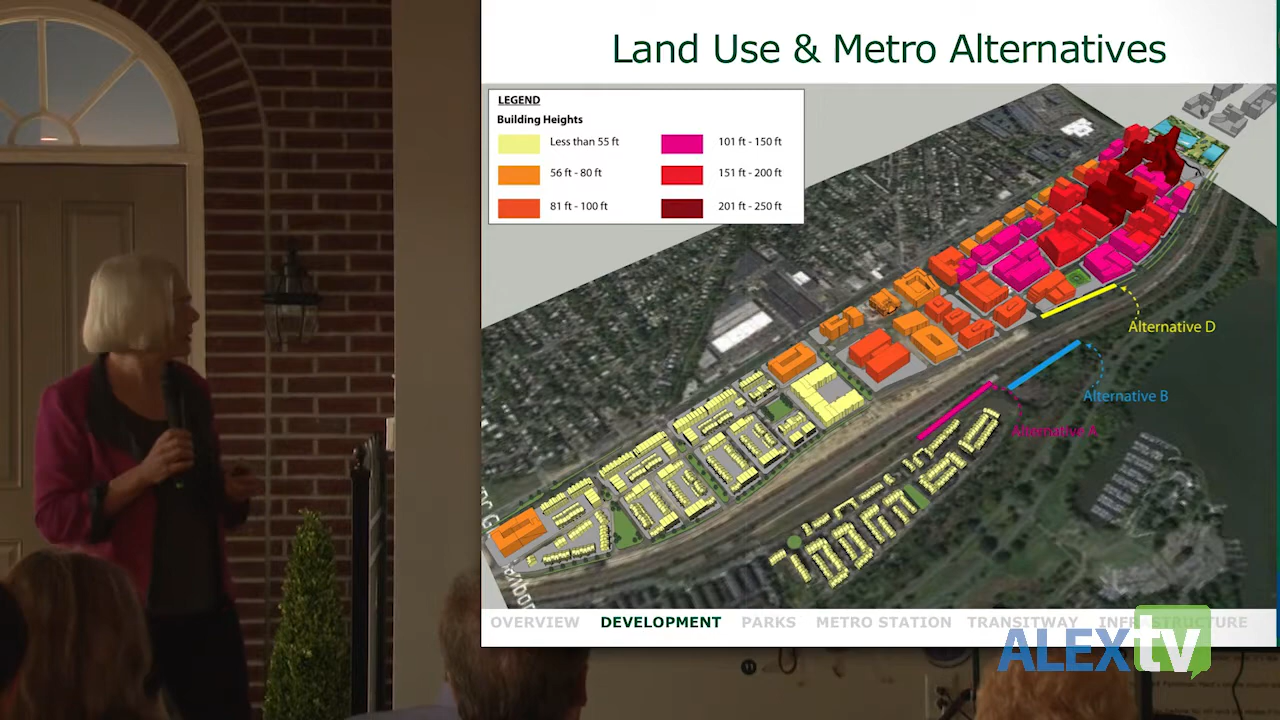 Land Use & Metro Alternatives
LEGEND
Building Heights
Less than 55 ft
56 ft - 80 ft
81 ft - 100 ft
101 ft - 150 ft
151 ft - 200 ft
201 ft - 250 ft
Alternative D
Alternative B
Alternative A
OVERVIEW DEVELOPMENT PARKS METRO STATION TRANSITWAY INFRASTRUCTURE
ALEXtv